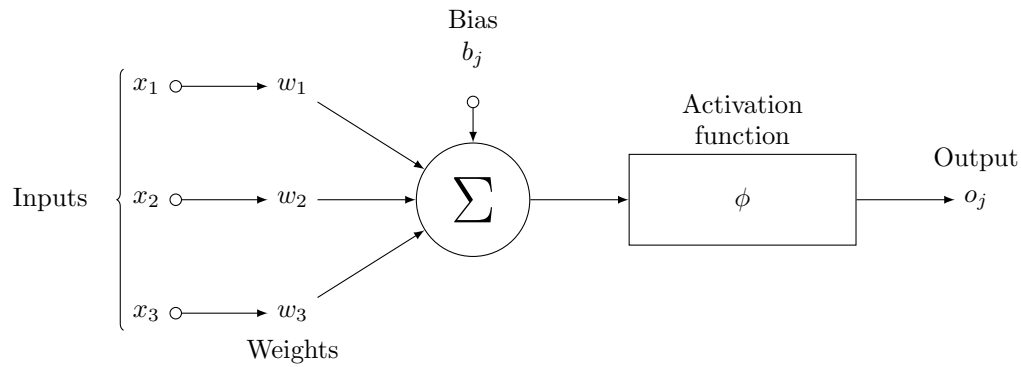 Bias
b_j
x_1
w_1
Activation
function
Inputs
x_2
w_2
Σ
ϕ
Output
o_j
x_3
w_3
Weights